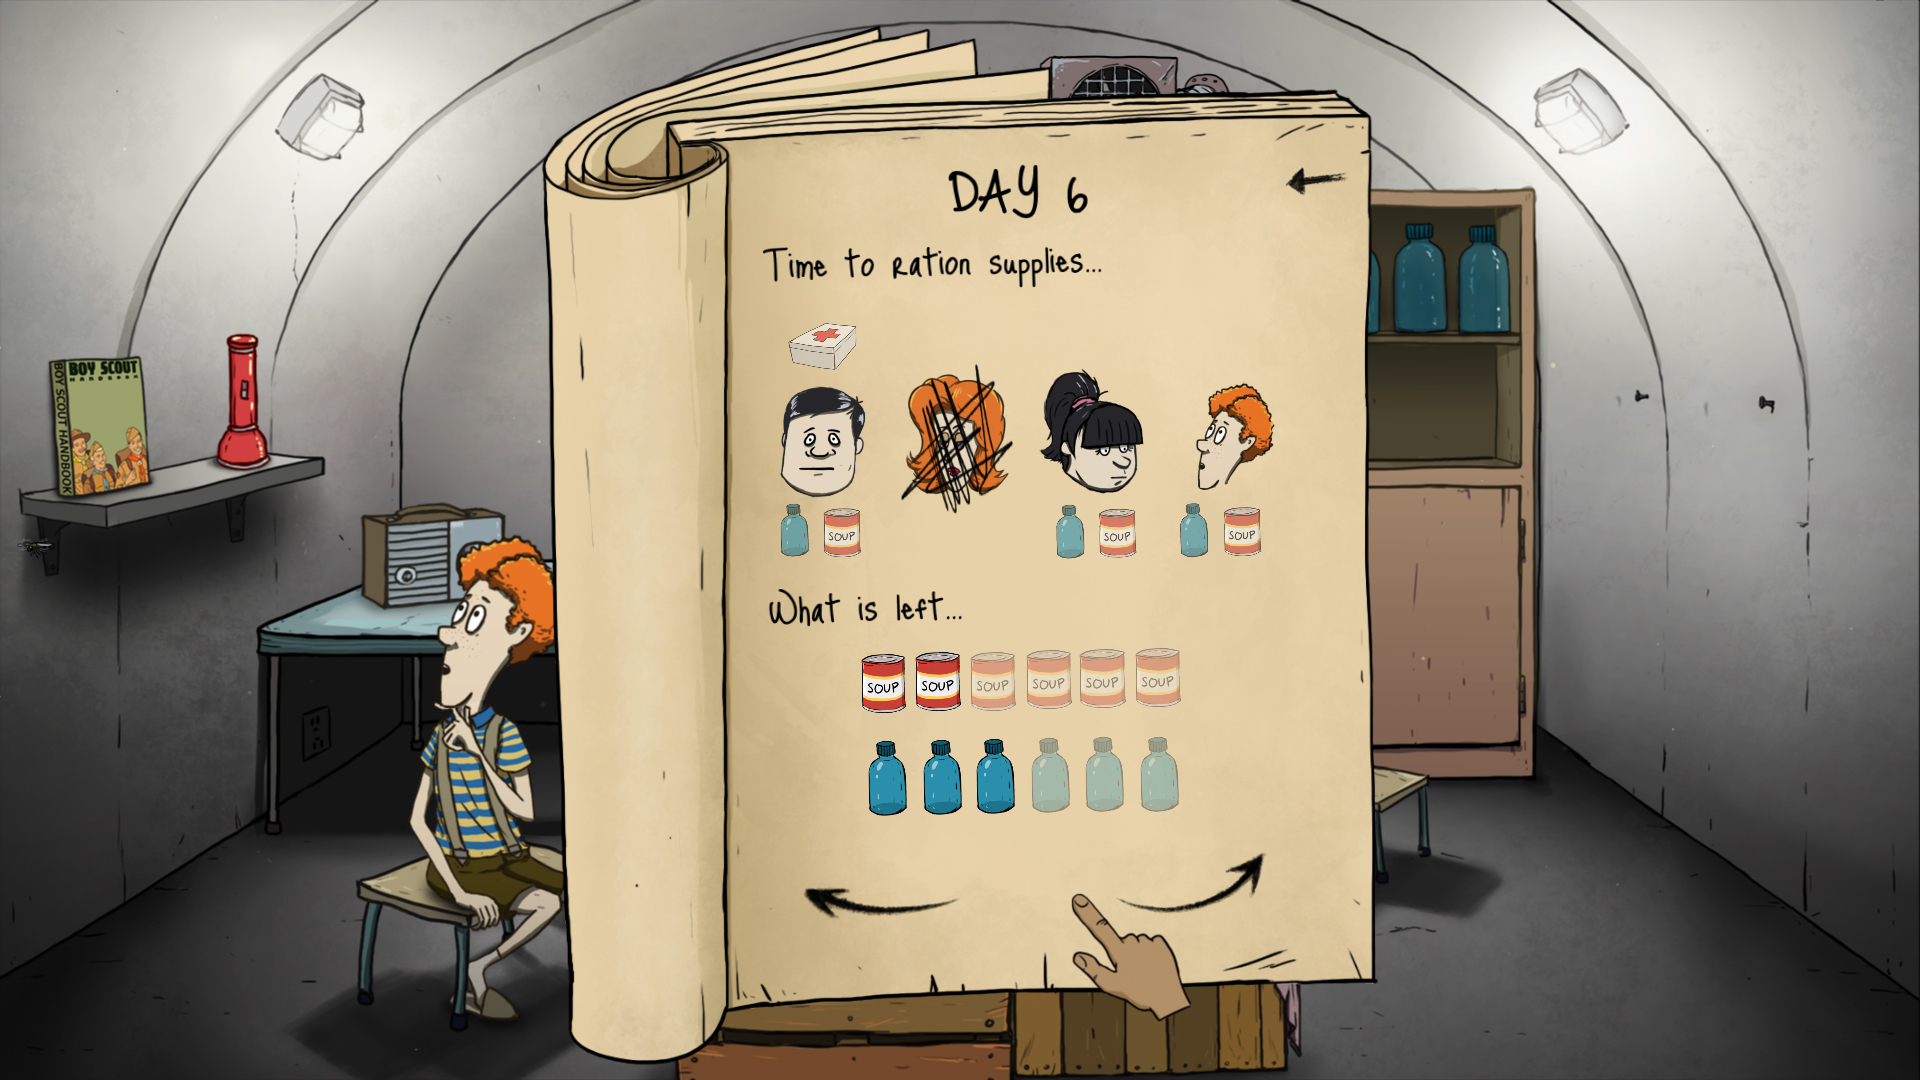 DAY 6
Time to ration supplies...
SOUP
SOUP
SOUP
What is left...
SOUP SOUP SOUP SOUP SOUP SOUP
BOY SCOUT
HANDBOOK
BOY SCOUT HANDBOOK